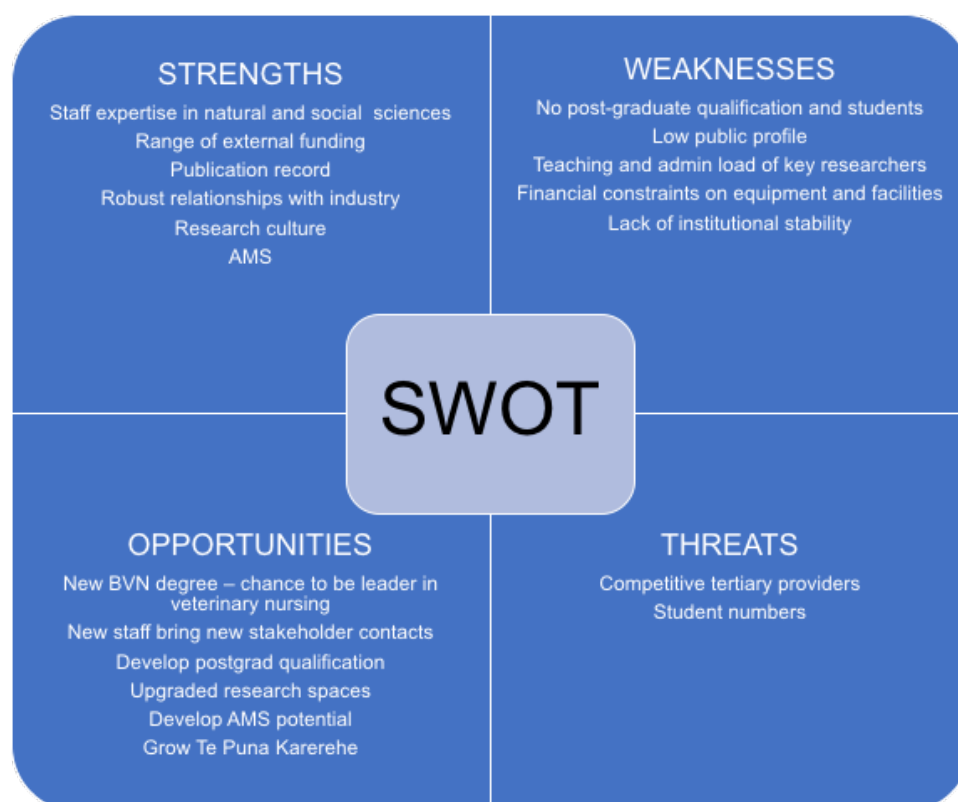 STRENGTHS
Staff expertise in natural and social sciences
Range of external funding
Publication record
Robust relationships with industry
Research culture
AMS
WEAKNESSES
No post-graduate qualification and students
Low public profile
Teaching and admin load of key researchers
Financial constraints on equipment and facilities
Lack of institutional stability
SWOT
OPPORTUNITIES
New BVN degree – chance to be leader in
veterinary nursing
New staff bring new stakeholder contacts
Develop postgrad qualification
Upgraded research spaces
Develop AMS potential
Grow Te Puna Karerehe
THREATS
Competitive tertiary providers
Student numbers